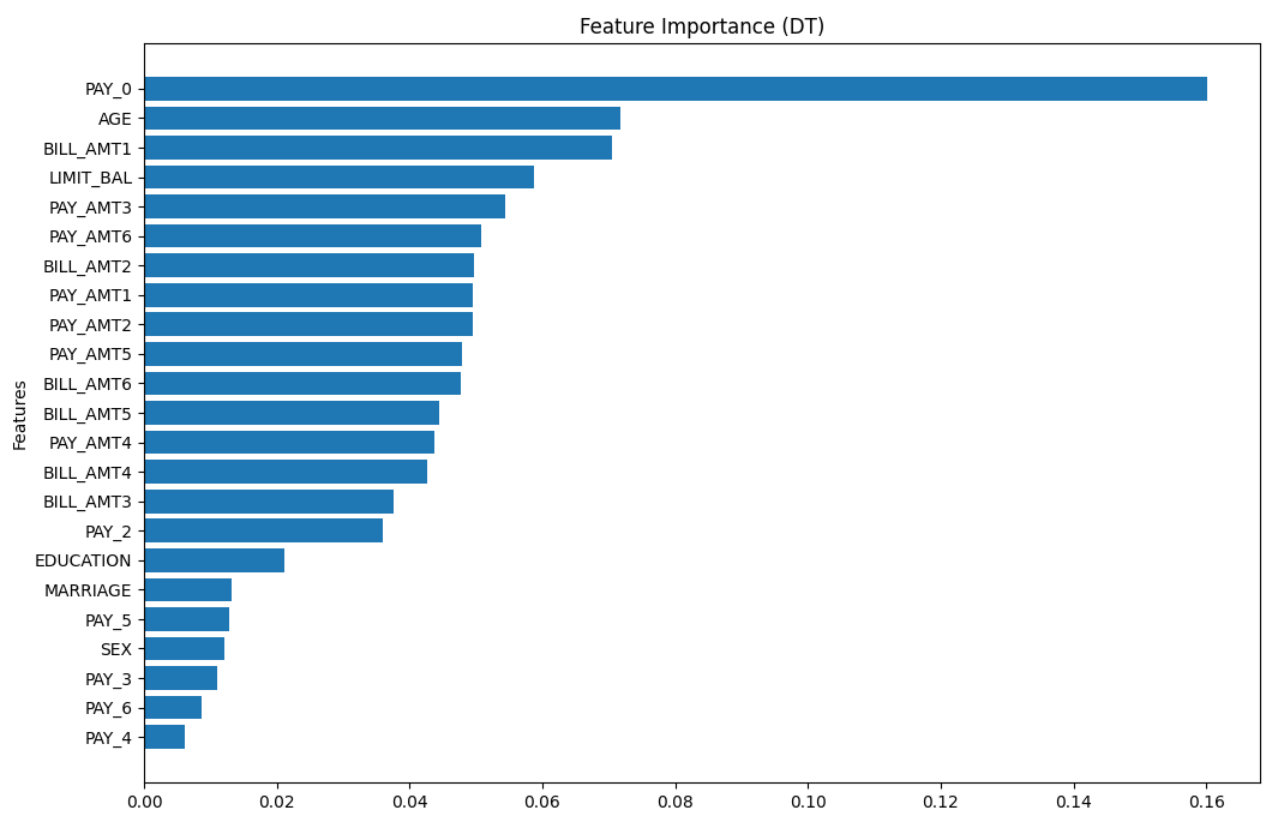 Feature Importance (DT)
Features
PAY_0
AGE
BILL_AMT1
LIMIT_BAL
PAY_AMT3
PAY_AMT6
BILL_AMT2
PAY_AMT1
PAY_AMT2
PAY_AMT5
BILL_AMT6
BILL_AMT5
PAY_AMT4
BILL_AMT4
BILL_AMT3
PAY_2
EDUCATION
MARRIAGE
PAY_5
SEX
PAY_3
PAY_6
PAY_4
0.00 0.02 0.04 0.06 0.08 0.10 0.12 0.14 0.16